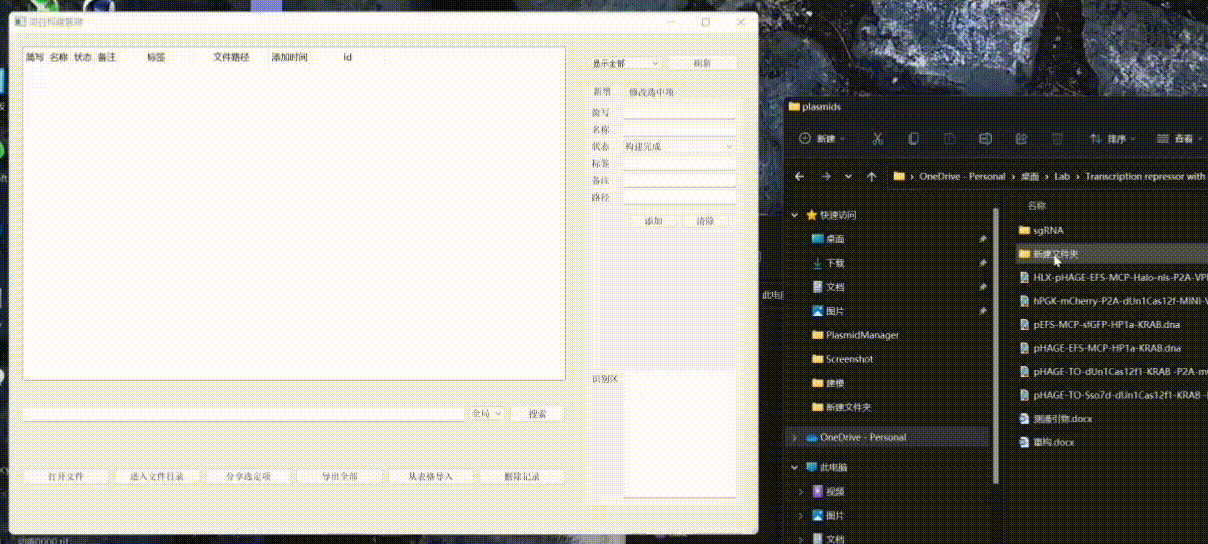 项目构建管理
简写 名称 状态 备注 标签 文件路径 添加时间 id
显示全部 刷新
新增 修改选中项
简写
名称
状态 构建完成
标签
备注
路径
添加 清除
识别区
全局 搜索
打开文件 进入文件目录 分享选定项 导出全部 从表格导入 删除记录
plasmids
新建 排序 查看
OneDrive - Personal › 桌面 › Lab › Transcription repressor with
名称
快速访问
桌面
下载
文档
图片
PlasmidManager
Screenshot
建模
新建文件夹
OneDrive - Personal
此电脑
视频
图片
文档
sgRNA
新建文件夹
HLX-pHAGE-EFS-MCP-Halo-nls-P2A-VP
hPGK-mCherry-P2A-dUn1Cas12f-MINI-V
pEFS-MCP-sfGFP-HP1a-KRAB.dna
pHAGE-EFS-MCP-HP1a-KRAB.dna
pHAGE-TO-dUn1Cas12f1-KRAB -P2A-m
pHAGE-TO-Sso7d-dUn1Cas12f1-KRAB -
测通引物.docx
重构.docx
此电脑